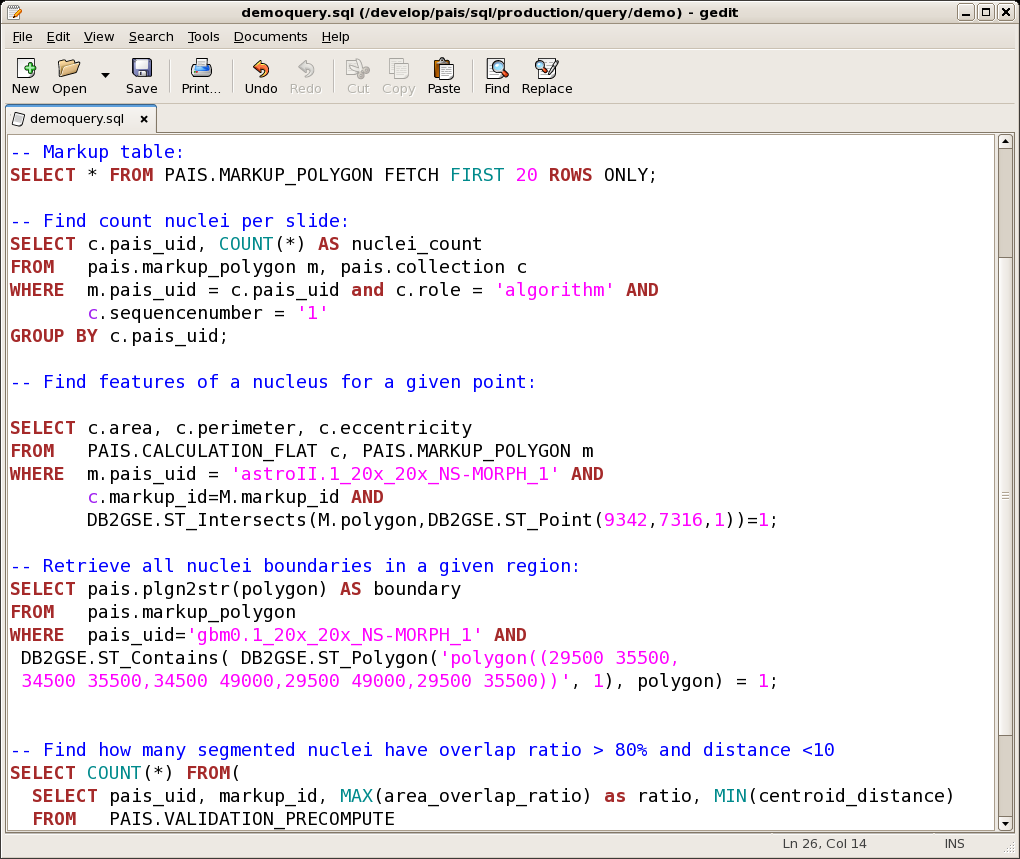 demoquery.sql (/develop/pais/sql/production/query/demo) - gedit
File Edit View Search Tools Documents Help
New Open Save Print... Undo Redo Cut Copy Paste Find Replace
demoquery.sql
-- Markup table:
SELECT * FROM PAIS.MARKUP_POLYGON FETCH FIRST 20 ROWS ONLY;
-- Find count nuclei per slide:
SELECT c.pais_uid, COUNT(*) AS nuclei_count
FROM   pais.markup_polygon m, pais.collection c
WHERE  m.pais_uid = c.pais_uid and c.role = 'algorithm' AND
       c.sequencenumber = '1'
GROUP BY c.pais_uid;
-- Find features of a nucleus for a given point:
SELECT c.area, c.perimeter, c.eccentricity
FROM   PAIS.CALCULATION_FLAT c, PAIS.MARKUP_POLYGON m
WHERE  m.pais_uid = 'astroII.1_20x_20x_NS-MORPH_1' AND
       c.markup_id=M.markup_id AND
       DB2GSE.ST_Intersects(M.polygon,DB2GSE.ST_Point(9342,7316,1))=1;
-- Retrieve all nuclei boundaries in a given region:
SELECT pais.plgn2str(polygon) AS boundary
FROM   pais.markup_polygon
WHERE  pais_uid='gbm0.1_20x_20x_NS-MORPH_1' AND
 DB2GSE.ST_Contains( DB2GSE.ST_Polygon('polygon((29500 35500,
 34500 35500,34500 49000,29500 49000,29500 35500))', 1), polygon) = 1;
-- Find how many segmented nuclei have overlap ratio > 80% and distance <10
SELECT COUNT(*) FROM(
  SELECT pais_uid, markup_id, MAX(area_overlap_ratio) as ratio, MIN(centroid_distance)
  FROM   PAIS.VALIDATION_PRECOMPUTE
Ln 26, Col 14 INS